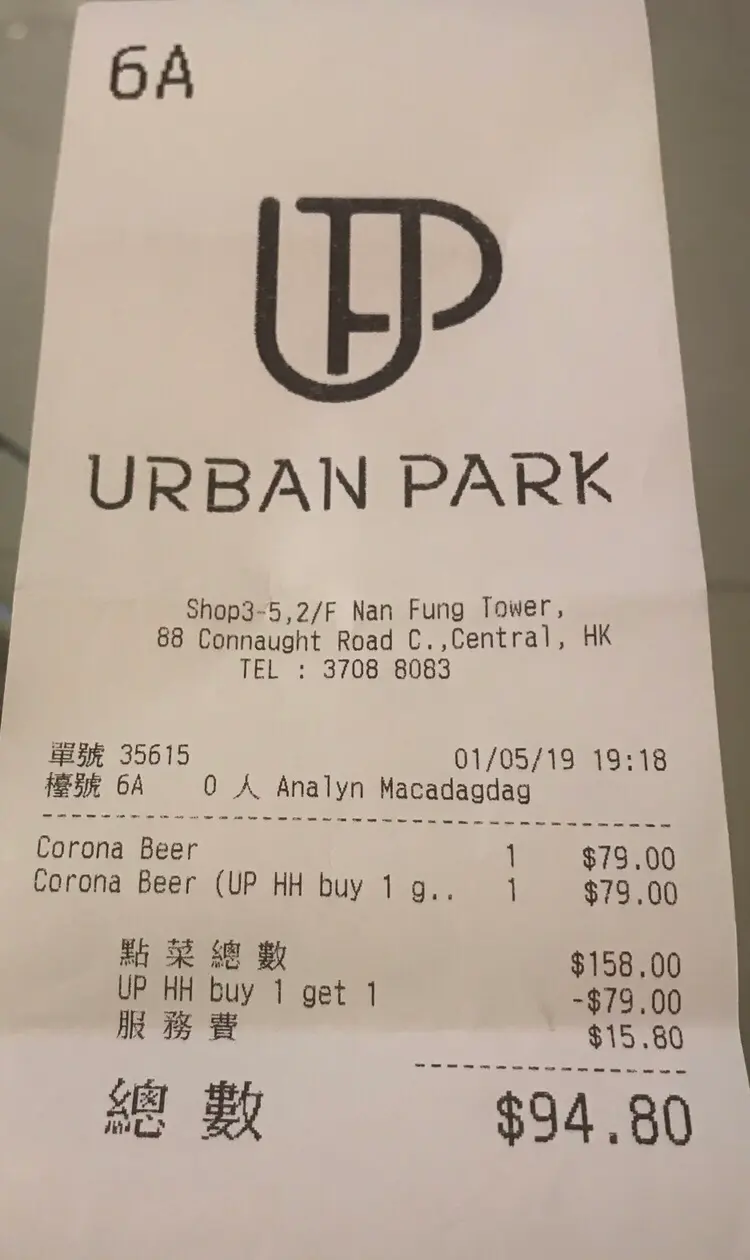 6A
UP
URBAN PARK
Shop3-5,2/F Nan Fung Tower,
88 Connaught Road C.,Central, HK
TEL : 3708 8083
單號 35615 01/05/19 19:18
檯號 6A 0 人 Analyn Macadagdag
Corona Beer 1 $79.00
Corona Beer (UP HH buy 1 g.. 1 $79.00
點菜總數 $158.00
UP HH buy 1 get 1 -$79.00
服務費 $15.80
總數 $94.80